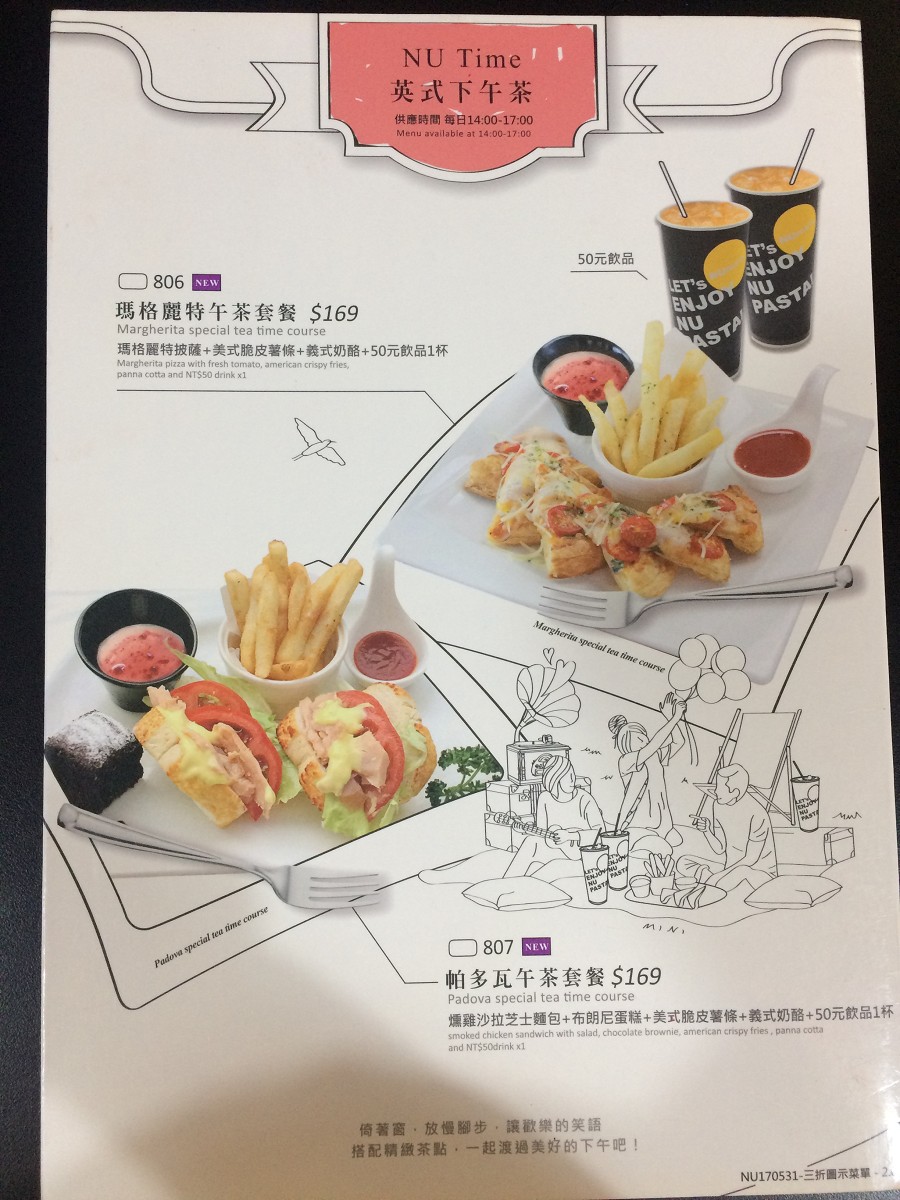 NU Time
英式下午茶
供應時間 每日14:00-17:00
Menu available at 14:00-17:00
50元飲品
LET's
ENJOY
NU
PASTA
ET's
ENJOY
NU
PASTA
806 NEW
瑪格麗特午茶套餐 $169
Margherita special tea time course
瑪格麗特披薩+美式脆皮薯條+義式奶酪+50元飲品1杯
Margherita pizza with fresh tomato, american crispy fries,
panna cotta and NT$50 drink x1
Margherita special tea time course
LET'S
ENJOY
NU
PASTA
LET'S
ENJOY
NU
PASTA
MINI
Padova special tea time course
807 NEW
帕多瓦午茶套餐 $169
Padova special tea time course
燻雞沙拉芝士麵包+布朗尼蛋糕+美式脆皮薯條+義式奶酪+50元飲品1杯
smoked chicken sandwich with salad, chocolate brownie, american crispy fries , panna cotta
and NT$50drink x1
倚著窗．放慢腳步．讓歡樂的笑語
搭配精緻茶點．一起渡過美好的下午吧！
NU170531-三折圖示菜單 - 2